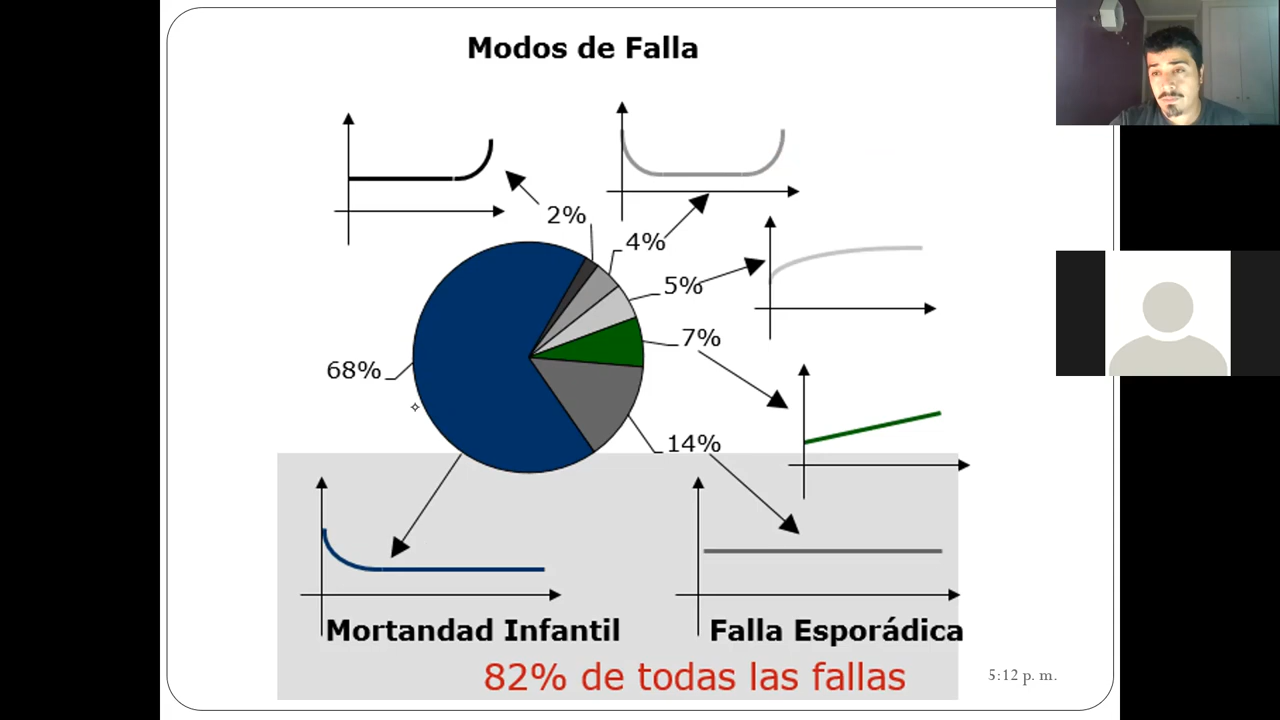 Modos de Falla
2%
4%
5%
7%
68%
14%
Mortandad Infantil
Falla Esporádica
82% de todas las fallas
5:12 p. m.